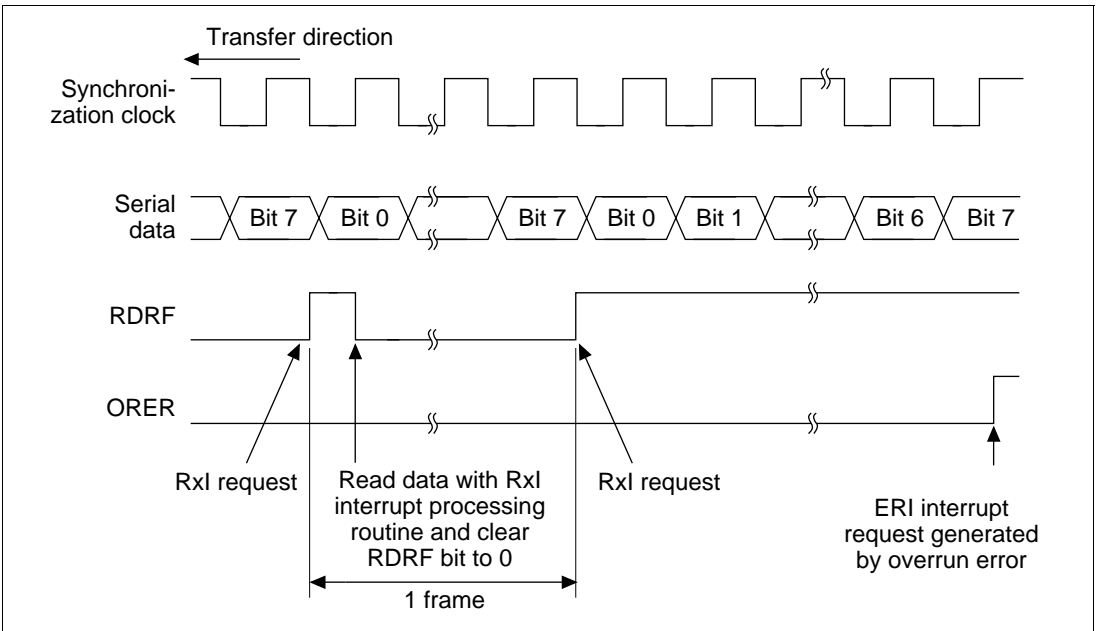 Transfer direction
Synchroni-
zation clock
Serial
data
Bit 7
Bit 0
Bit 7
Bit 0
Bit 1
Bit 6
Bit 7
RDRF
ORER
RxI request
Read data with RxI
interrupt processing
routine and clear
RDRF bit to 0
RxI request
ERI interrupt
request generated
by overrun error
1 frame